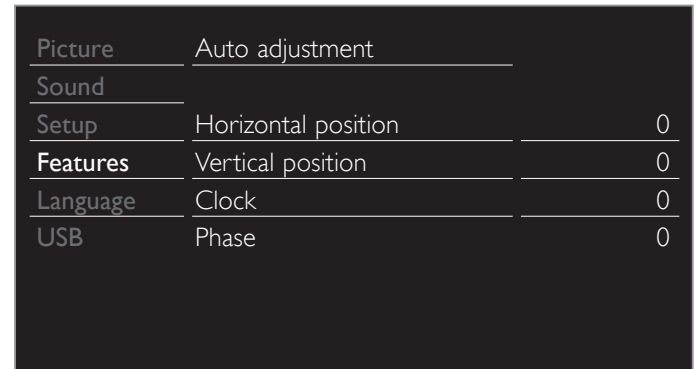 Picture Auto adjustment
Sound
Setup Horizontal position 0
Features Vertical position 0
Language Clock 0
USB Phase 0